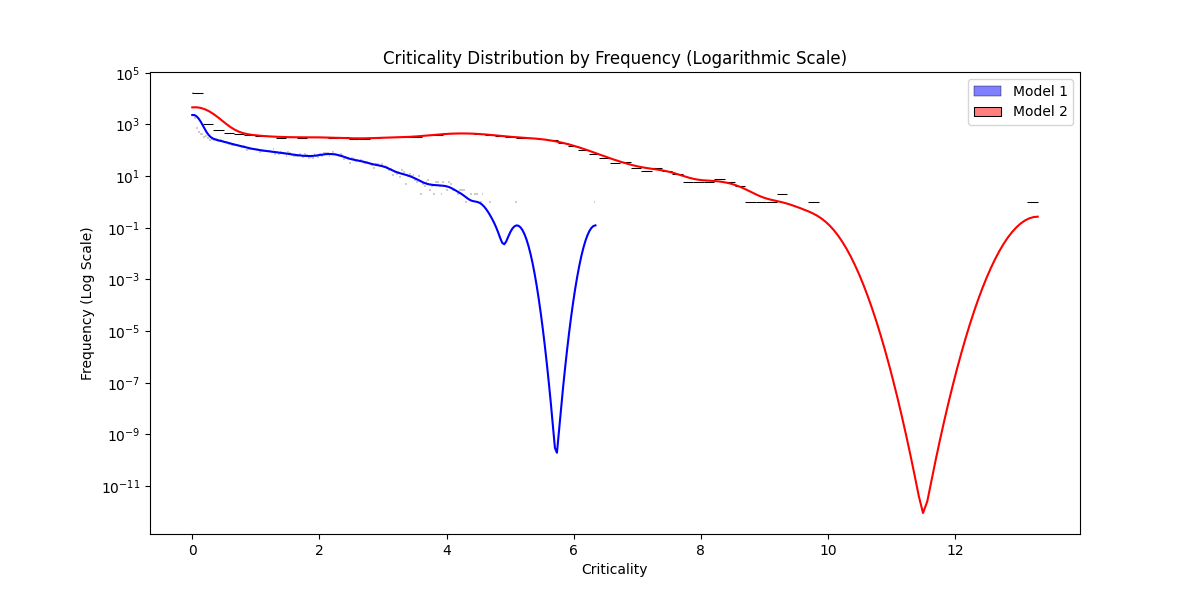 Criticality Distribution by Frequency (Logarithmic Scale)
Model 1
Model 2
10^5
10^3
10^1
10^-1
10^-3
10^-5
10^-7
10^-9
10^-11
Frequency (Log Scale)
0 2 4 6 8 10 12
Criticality